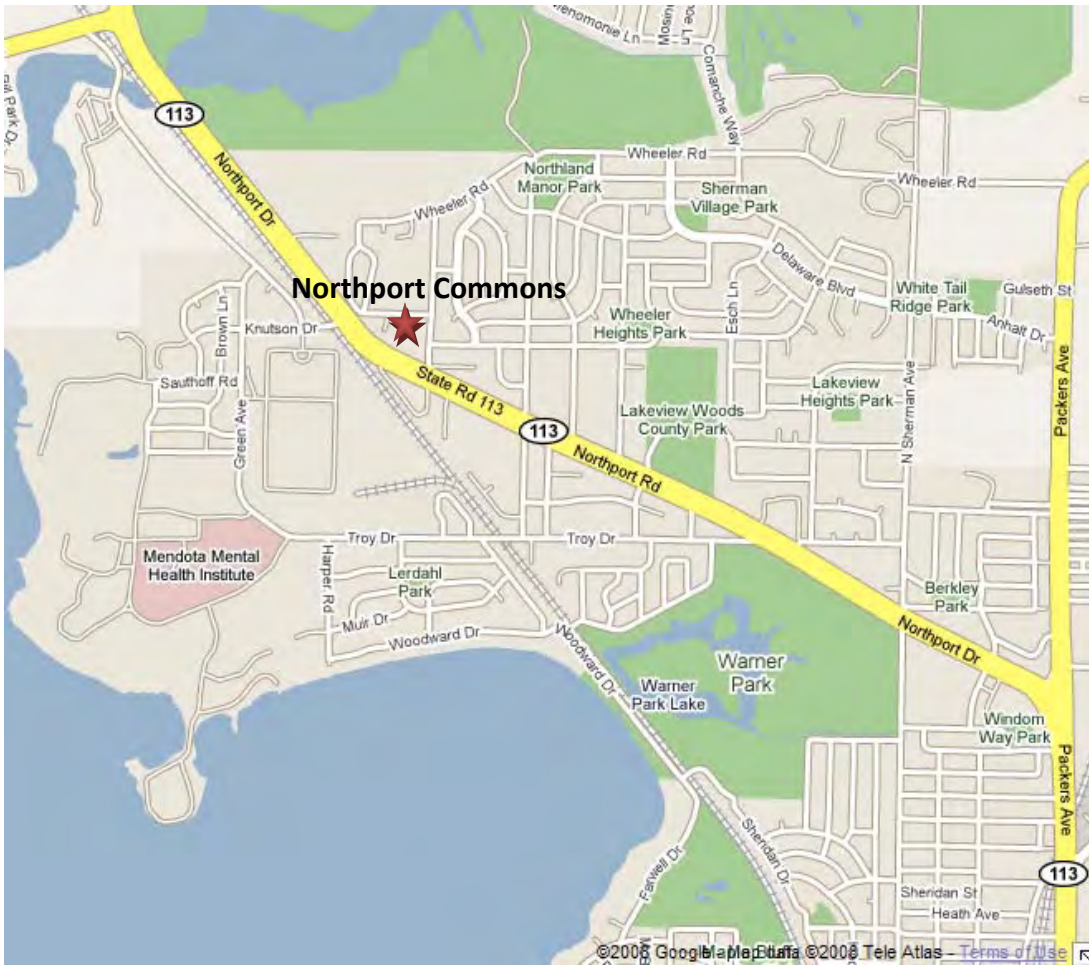 Comanche Way
113
Northport Dr
Wheeler Rd
Northland
Manor Park
Wheeler Rd
Sherman
Village Park
Wheeler Rd
Delaware Blvd
White Tail
Ridge Park
Gulseth St
Anhalt Dr
Northport Commons
Knutson Dr
Brown Ln
Wheeler
Heights Park
Esch Ln
Sauthoff Rd
Green Ave
State Rd 113
113
Lakeview
Heights Park
Lakeview Woods
County Park
N Sherman Ave
Packers Ave
Northport Rd
Troy Dr
Troy Dr
Mendota Mental
Health Institute
Harper Rd
Lerdahl
Park
Muir Dr
Woodward Dr
Woodward Dr
Berkley
Park
Northport Dr
Warner
Park
Warner
Park Lake
Windom
Way Park
Packers Ave
Sheridan Dr
Farwell Dr
113
Sheridan St
Heath Ave
©2008 Google
©2008 Tele Atlas - Terms of Use